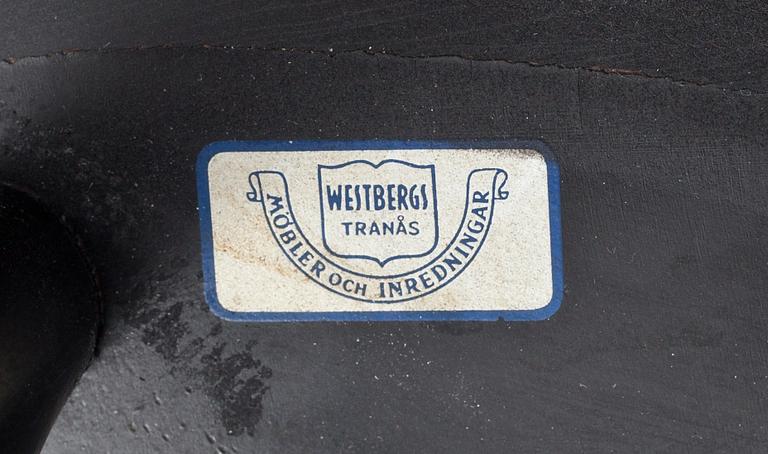 WESTBERGS
TRANÅS
MÖBLER OCH INREDNINGAR